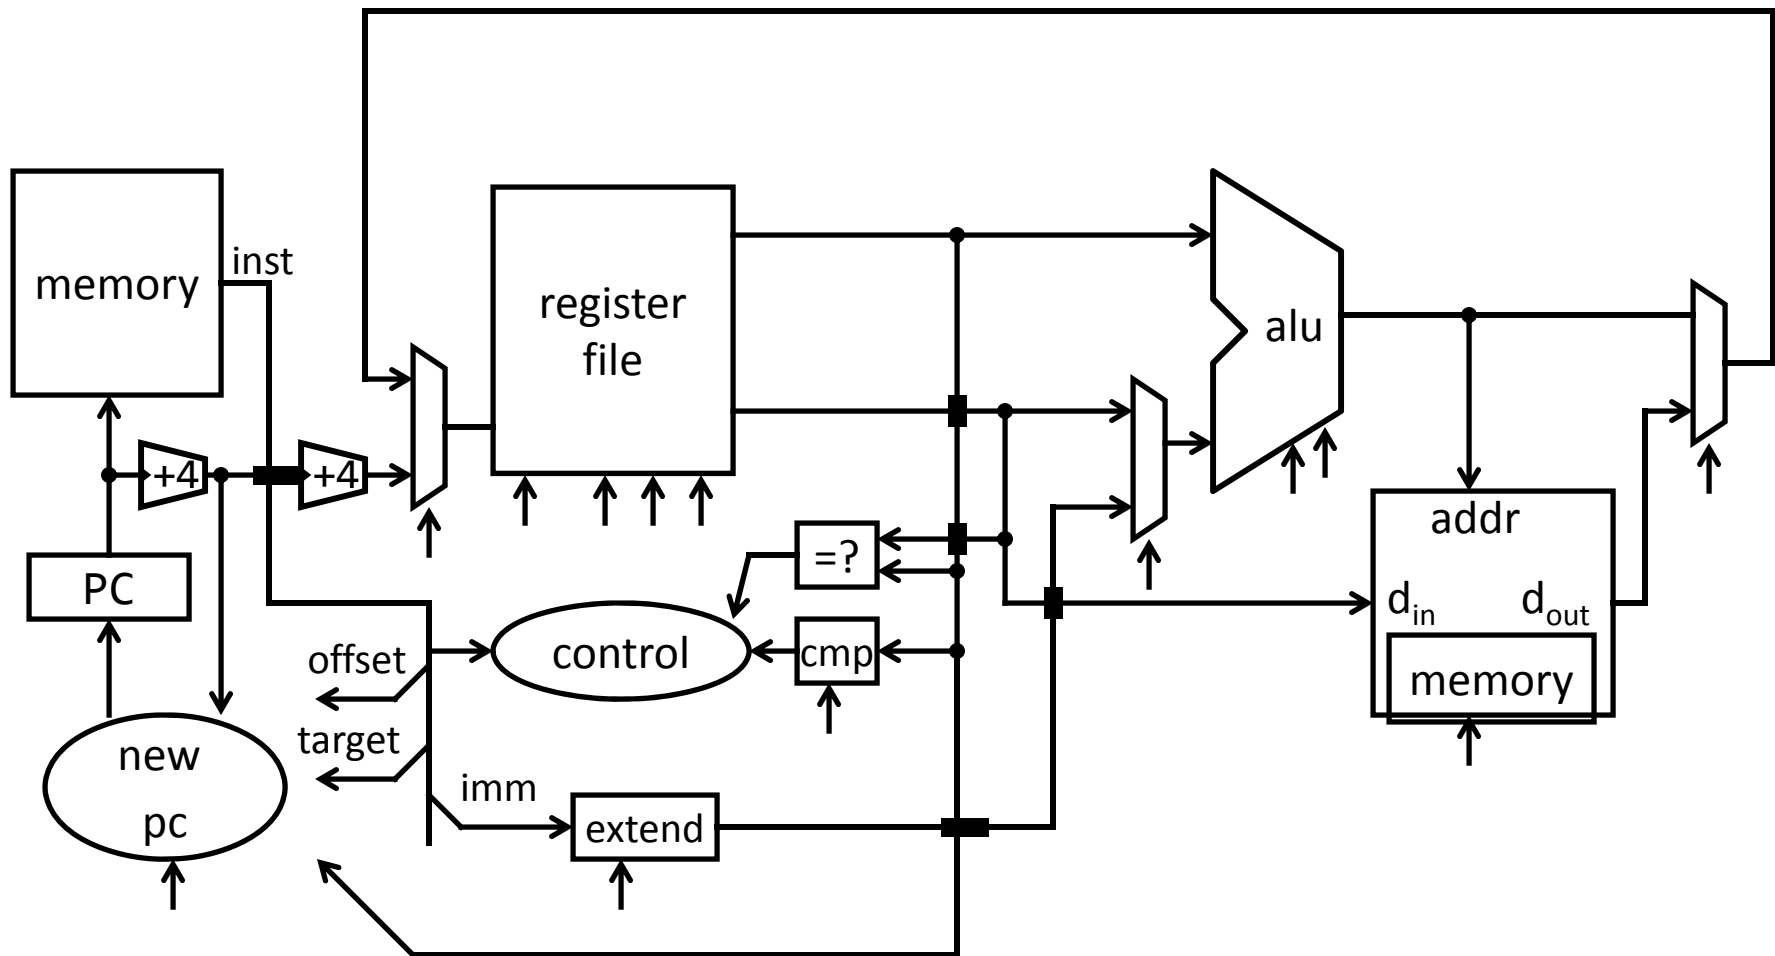 memory
inst
register
file
alu
+4
+4
addr
=?
PC
d_in
d_out
control
cmp
offset
memory
target
new
pc
imm
extend